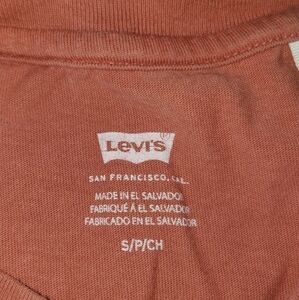 Levi's®
SAN FRANCISCO, CAL.
MADE IN EL SALVADOR
FABRIQUÉ Á EL SALVADOR
FABRICADO EN EL SALVADOR
S/P/CH